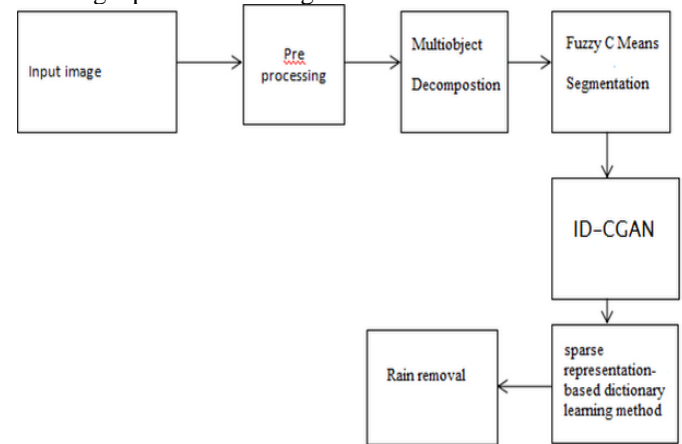 Input image
Pre
processing
Multiobject
Decompostion
Fuzzy C Means
Segmentation
ID-CGAN
sparse
representation-
based dictionary
learning method
Rain removal